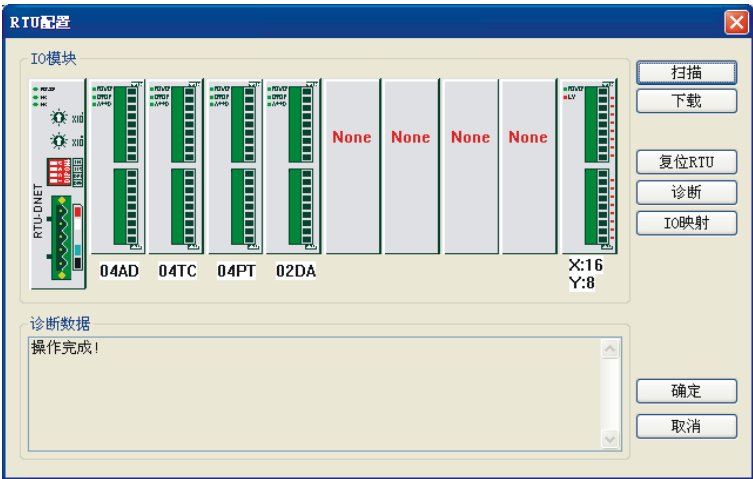 RTU配置
IO模块
扫描
下载
复位RTU
诊断
IO映射
RTU-DNET
None None None None
04AD 04TC 04PT 02DA
X:16
Y:8
诊断数据
操作完成!
确定
取消